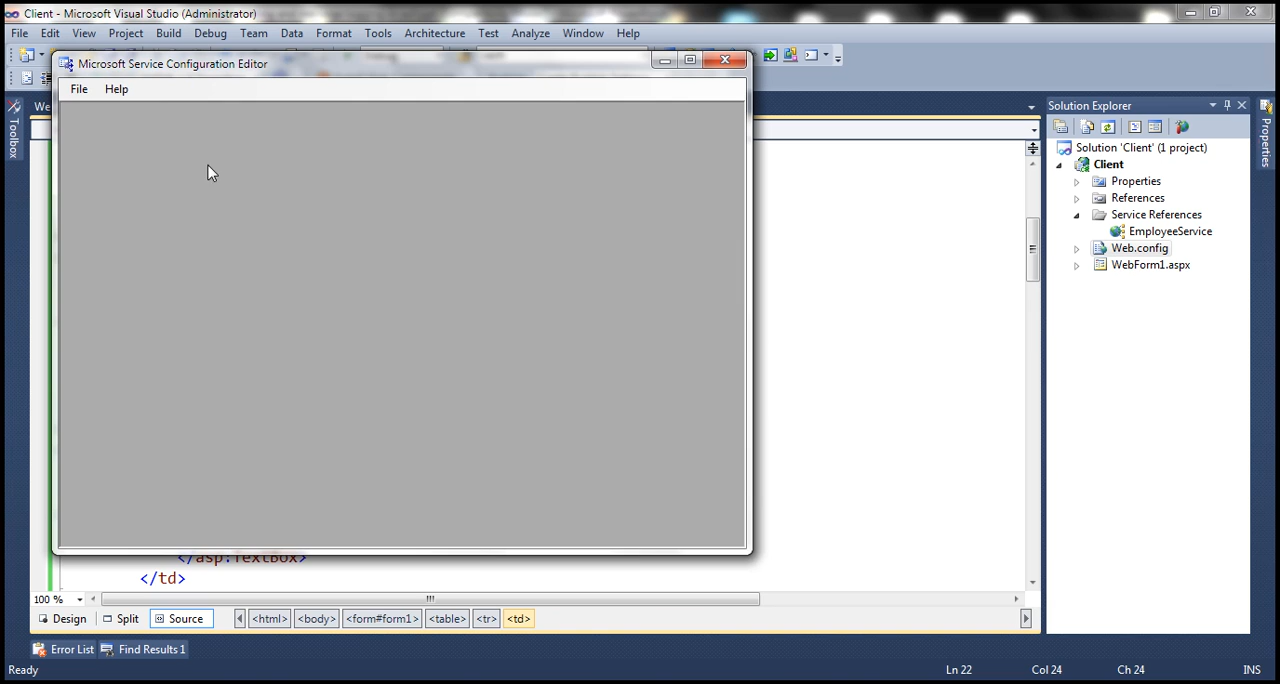 Client - Microsoft Visual Studio (Administrator)
File Edit View Project Build Debug Team Format Data Tools Architecture Test Analyze Window Help
Microsoft Service Configuration Editor
File Help
Toolbox
We
Solution Explorer
Solution 'Client' (1 project)
Client
Properties
References
Service References
EmployeeService
Web.config
WebForm1.aspx
Properties
</asp:TextBox>
</td>
100 %
Design Split Source <html> <body> <form#form1> <table> <tr> <td>
Error List Find Results 1
Ready Ln 22 Col 24 Ch 24 INS